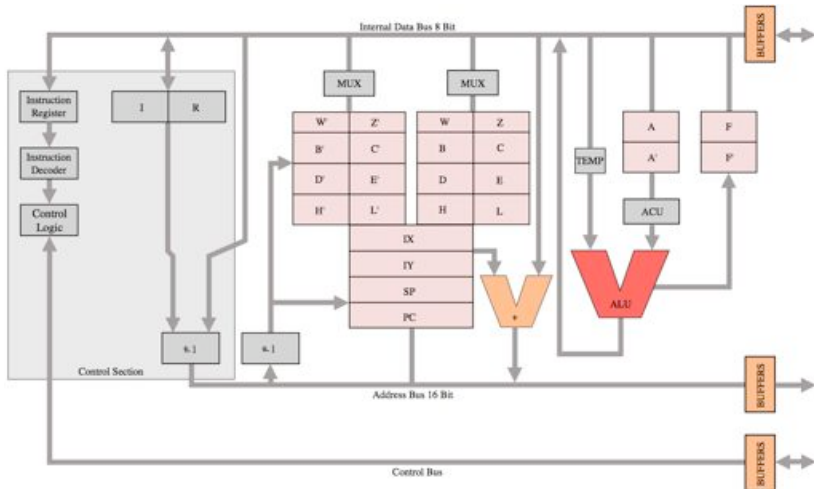 Internal Data Bus 8 Bit
BUFFERS
MUX
MUX
Instruction
Register
I
R
W'
Z'
W
Z
A
F
B'
C'
B
C
A'
F'
TEMP
Instruction
Decoder
D'
E'
D
E
Control
Logic
H'
L'
H
L
ACU
IX
IY
SP
PC
+
ALU
Control Section
Address Bus 16 Bit
BUFFERS
Control Bus
BUFFERS